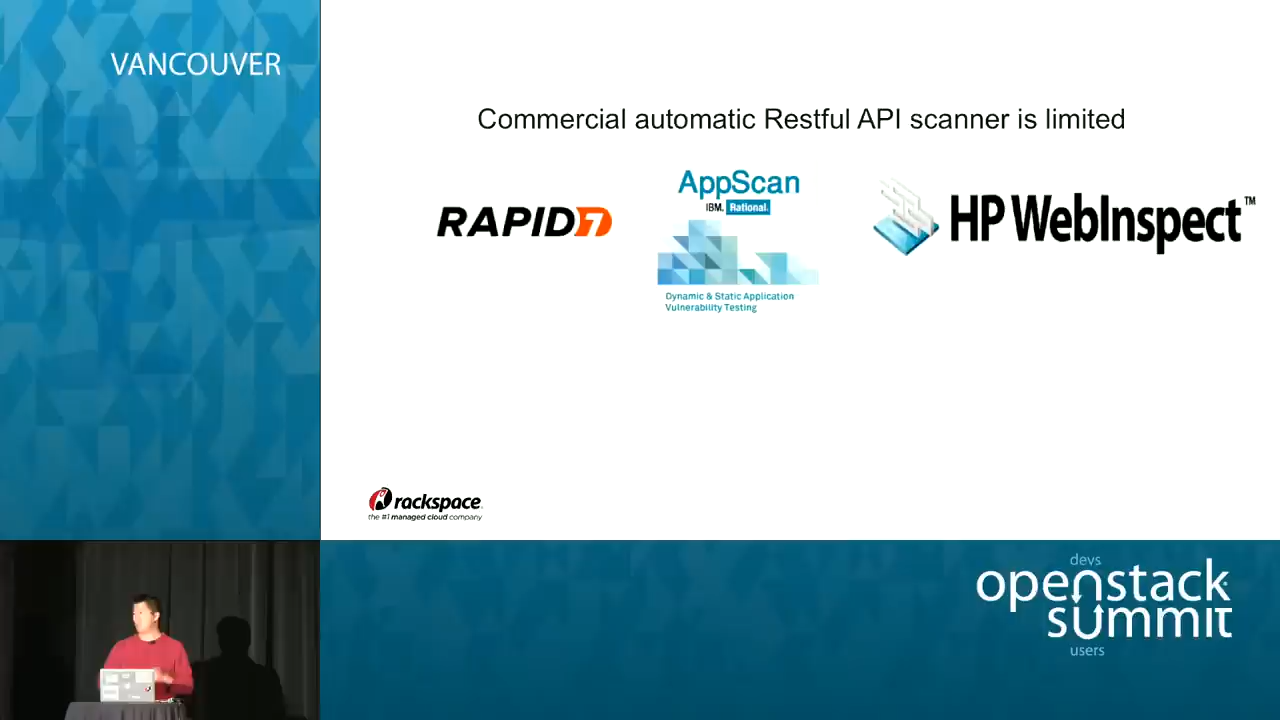 VANCOUVER
Commercial automatic Restful API scanner is limited
RAPID7
AppScan
IBM. Rational.
Dynamic & Static Application
Vulnerability Testing
HP WebInspect™
rackspace
the #1 managed cloud company
devs
openstack
summit
users